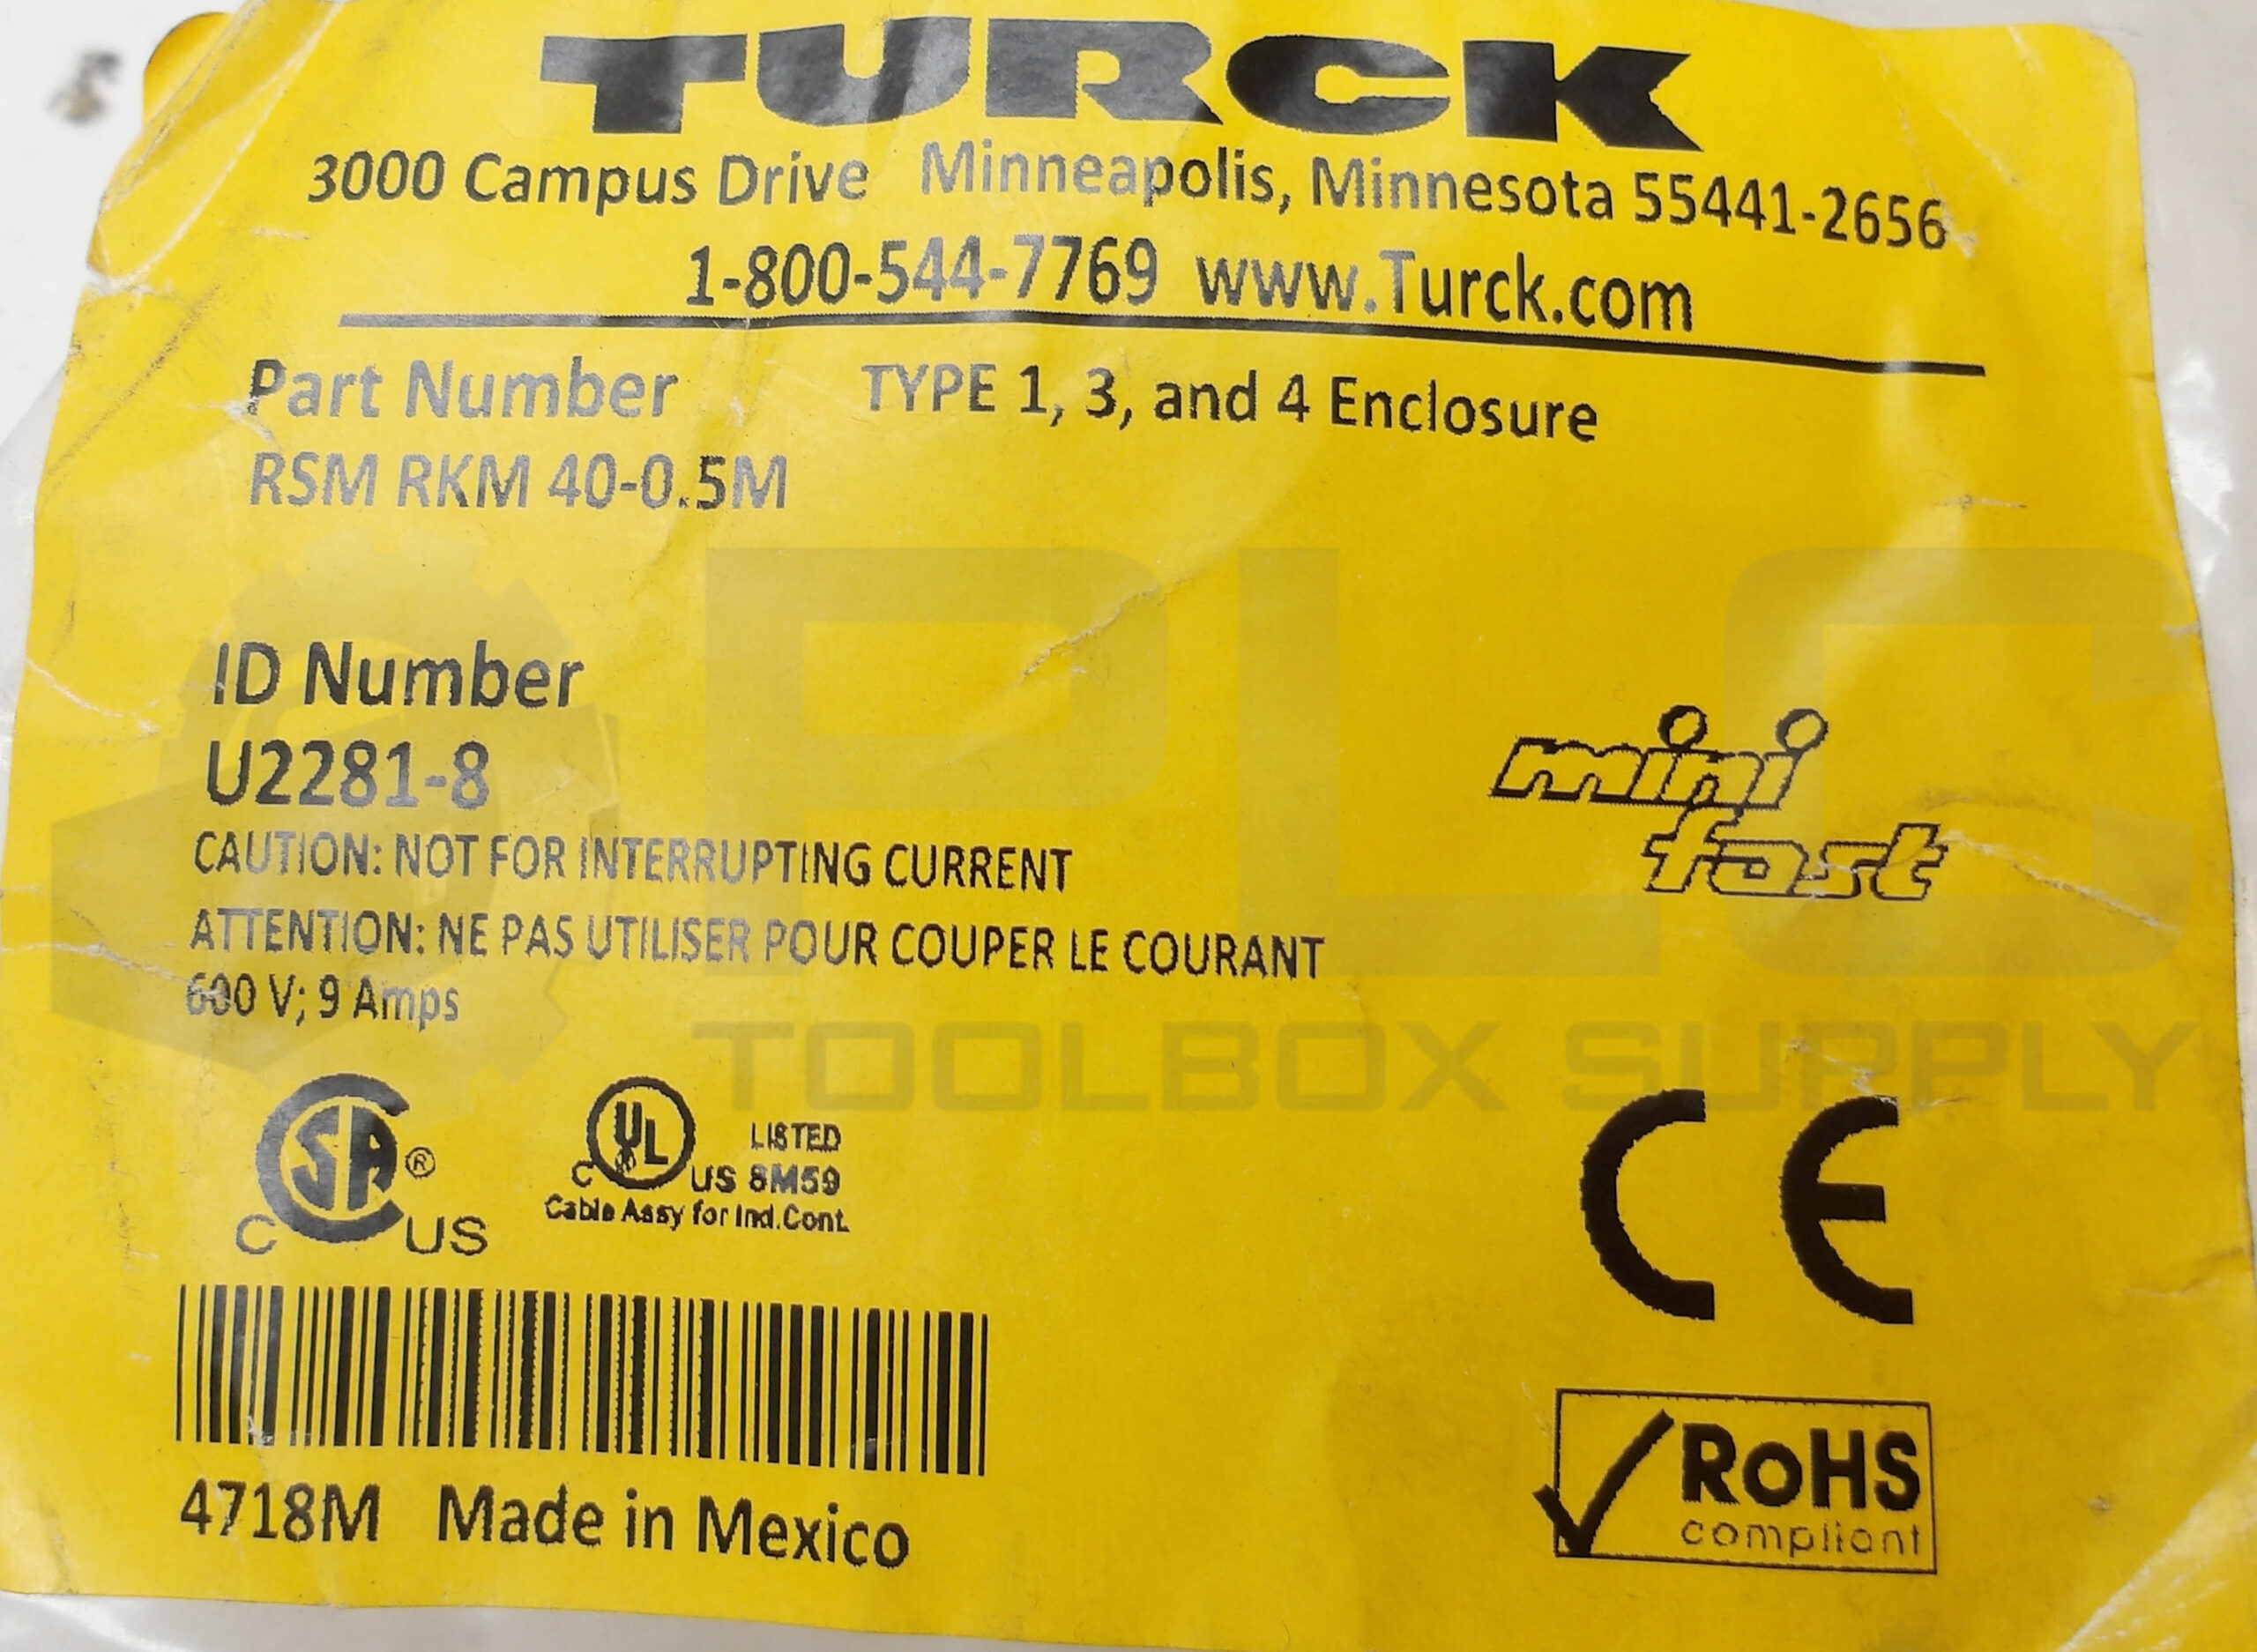 TURCK
3000 Campus Drive Minneapolis, Minnesota 55441-2656
1-800-544-7769 www.Turck.com
Part Number TYPE 1, 3, and 4 Enclosure
RSM RKM 40-0.5M
ID Number
U2281-8
mini
fast
CAUTION: NOT FOR INTERRUPTING CURRENT
ATTENTION: NE PAS UTILISER POUR COUPER LE COURANT
600 V; 9 Amps
PLC
TOOLBOX SUPPLY
CSA®
C US
UL LISTED
C US 8M59
Cable Assy for Ind.Cont.
CE
4718M Made in Mexico
RoHS
compliant